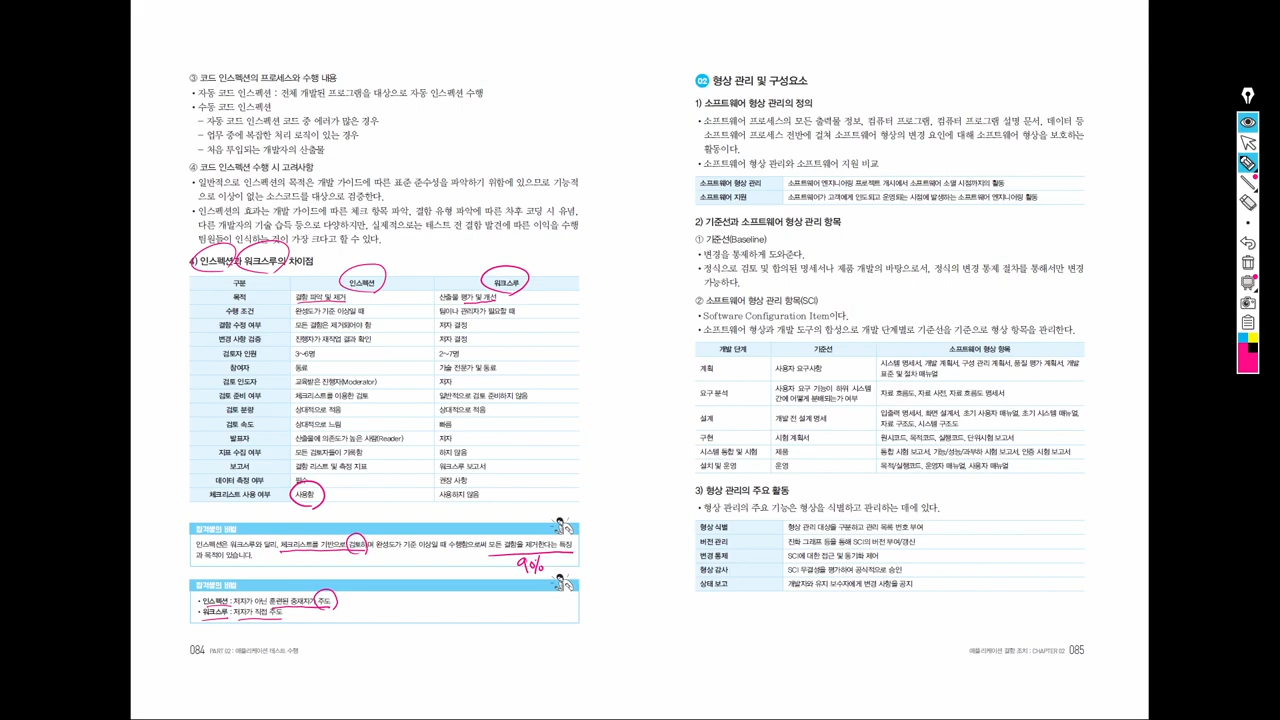 ③ 코드 인스펙션의 프로세스와 수행 내용
• 자동 코드 인스펙션 : 전체 개발된 프로그램을 대상으로 자동 인스펙션 수행
• 수동 코드 인스펙션
– 자동 코드 인스펙션 코드 중 에러가 많은 경우
– 업무 중에 복잡한 처리 로직이 있는 경우
– 처음 투입되는 개발자의 산출물
④ 코드 인스펙션 수행 시 고려사항
• 일반적으로 인스펙션의 목적은 개발 가이드에 따른 표준 준수성을 파악하기 위함에 있으므로 기능적
으로 이상이 없는 소스코드를 대상으로 검증한다.
• 인스펙션의 효과는 개발 가이드에 따른 체크 항목 파악, 결함 유형 파악에 따른 차후 코딩 시 유념,
다른 개발자의 기술 습득 등으로 다양하지만, 실제적으로는 테스트 전 결함 발견에 따른 이익을 수행
팀원들이 인식하는 것이 가장 크다고 할 수 있다.
4) 인스펙션과 워크스루의 차이점
구분 인스펙션 워크스루
목적 결함 파악 및 제거 산출물 평가 및 개선
수행 조건 완성도가 기준 이상일 때 팀이나 관리자가 필요할 때
결함 수정 여부 모든 결함은 제거되어야 함 저자 결정
변경 사항 검증 진행자가 재작업 결과 확인 저자 결정
검토자 인원 3~6명 2~7명
참여자 동료 기술 전문가 및 동료
검토 인도자 교육받은 진행자(Moderator) 저자
검토 준비 여부 체크리스트를 이용한 검토 일반적으로 검토 준비하지 않음
검토 분량 상대적으로 적음 상대적으로 적음
검토 속도 상대적으로 느림 빠름
발표자 산출물에 의존도가 높은 사람(Reader) 저자
지표 수집 여부 모든 검토자들이 기록함 하지 않음
보고서 결함 리스트 및 측정 지표 워크스루 보고서
데이터 측정 여부 필수 권장 사항
체크리스트 사용 여부 사용함 사용하지 않음
합격생의 비법
인스펙션은 워크스루와 달리, 체크리스트를 기반으로 검토하며 완성도가 기준 이상일 때 수행함으로써 모든 결함을 제거한다는 특징
과 목적이 있습니다.
9%
합격생의 비법
• 인스펙션 : 저자가 아닌 훈련된 중재자가 주도
• 워크스루 : 저자가 직접 주도
084 PART 02 : 애플리케이션 테스트 수행
02 형상 관리 및 구성요소
1) 소프트웨어 형상 관리의 정의
• 소프트웨어 프로세스의 모든 출력물 정보, 컴퓨터 프로그램, 컴퓨터 프로그램 설명 문서, 데이터 등
소프트웨어 프로세스 전반에 걸쳐 소프트웨어 형상의 변경 요인에 대해 소프트웨어 형상을 보호하는
활동이다.
• 소프트웨어 형상 관리와 소프트웨어 지원 비교
소프트웨어 형상 관리 소프트웨어 엔지니어링 프로젝트 개시에서 소프트웨어 소멸 시점까지의 활동
소프트웨어 지원 소프트웨어가 고객에게 인도되고 운영되는 시점에 발생하는 소프트웨어 엔지니어링 활동
2) 기준선과 소프트웨어 형상 관리 항목
① 기준선(Baseline)
• 변경을 통제하게 도와준다.
• 정식으로 검토 및 합의된 명세서나 제품 개발의 바탕으로서, 정식의 변경 통제 절차를 통해서만 변경
가능하다.
② 소프트웨어 형상 관리 항목(SCI)
• Software Configuration Item이다.
• 소프트웨어 형상과 개발 도구의 합성으로 개발 단계별로 기준선을 기준으로 형상 항목을 관리한다.
개발 단계 기준선 소프트웨어 형상 항목
계획 사용자 요구사항 시스템 명세서, 개발 계획서, 구성 관리 계획서, 품질 평가 계획서, 개발
표준 및 절차 매뉴얼
요구 분석 사용자 요구 기능이 하위 시스템
간에 어떻게 분배되는가 여부 자료 흐름도, 자료 사전, 자료 흐름도 명세서
설계 개발 전 설계 명세 입출력 명세서, 화면 설계서, 초기 사용자 매뉴얼, 초기 시스템 매뉴얼,
자료 구조도, 시스템 구조도
구현 시험 계획서 원시코드, 목적코드, 실행코드, 단위시험 보고서
시스템 통합 및 시험 제품 통합 시험 보고서, 기능/성능/과부하 시험 보고서, 인증 시험 보고서
설치 및 운영 운영 목적/실행코드, 운영자 매뉴얼, 사용자 매뉴얼
3) 형상 관리의 주요 활동
• 형상 관리의 주요 기능은 형상을 식별하고 관리하는 데에 있다.
형상 식별 형상 관리 대상을 구분하고 관리 목록 번호 부여
버전 관리 진화 그래프 등을 통해 SCI의 버전 부여/갱신
변경 통제 SCI에 대한 접근 및 동기화 제어
형상 감사 SCI 무결성을 평가하여 공식적으로 승인
상태 보고 개발자와 유지 보수자에게 변경 사항을 공지
애플리케이션 결함 조치 : CHAPTER 02 085